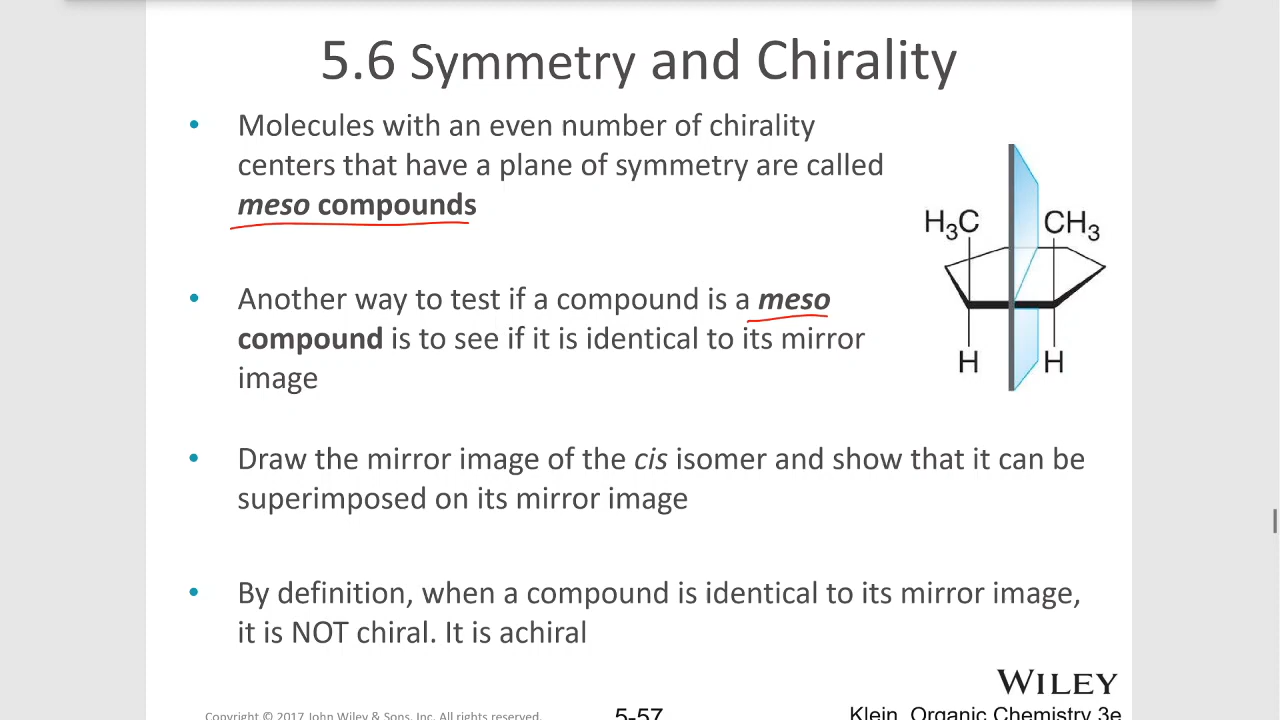 5.6 Symmetry and Chirality
• Molecules with an even number of chirality
centers that have a plane of symmetry are called
meso compounds
• Another way to test if a compound is a meso
compound is to see if it is identical to its mirror
image
H₃C CH₃
H H
• Draw the mirror image of the cis isomer and show that it can be
superimposed on its mirror image
• By definition, when a compound is identical to its mirror image,
it is NOT chiral. It is achiral
WILEY
Copyright © 2017 John Wiley & Sons, Inc. All rights reserved. 5-57 Klein, Organic Chemistry 3e